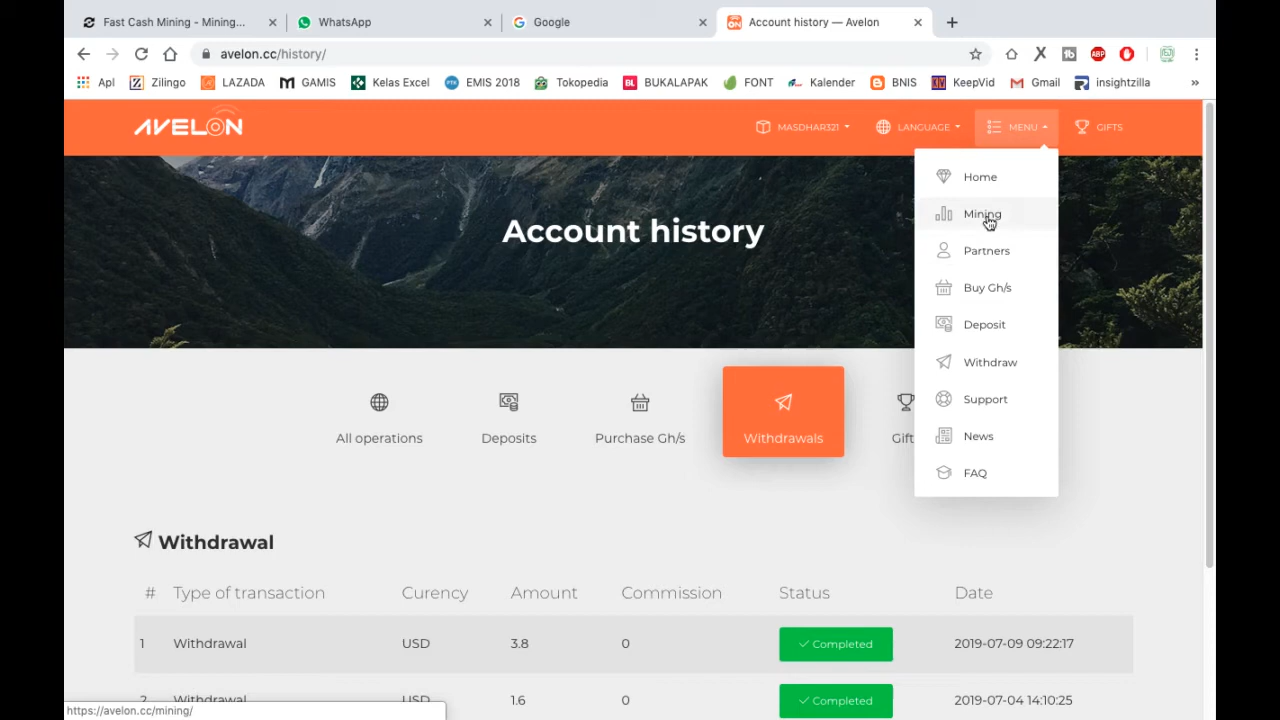 Fast Cash Mining - Mining...
WhatsApp
Google
Account history — Avelon
avelon.cc/history/
Apl
Zilingo
LAZADA
GAMIS
Kelas Excel
EMIS 2018
Tokopedia
BUKALAPAK
FONT
Kalender
BNIS
KeepVid
Gmail
insightzilla
AVELON
MASDHAR321
LANGUAGE
MENU
GIFTS
Home
Mining
Partners
Buy Gh/s
Deposit
Withdraw
Support
News
FAQ
Account history
All operations
Deposits
Purchase Gh/s
Withdrawals
Gift
Withdrawal
# Type of transaction Curency Amount Commission Status Date
1 Withdrawal USD 3.8 0 Completed 2019-07-09 09:22:17
2 Withdrawal USD 1.6 0 Completed 2019-07-04 14:10:25
https://avelon.cc/mining/